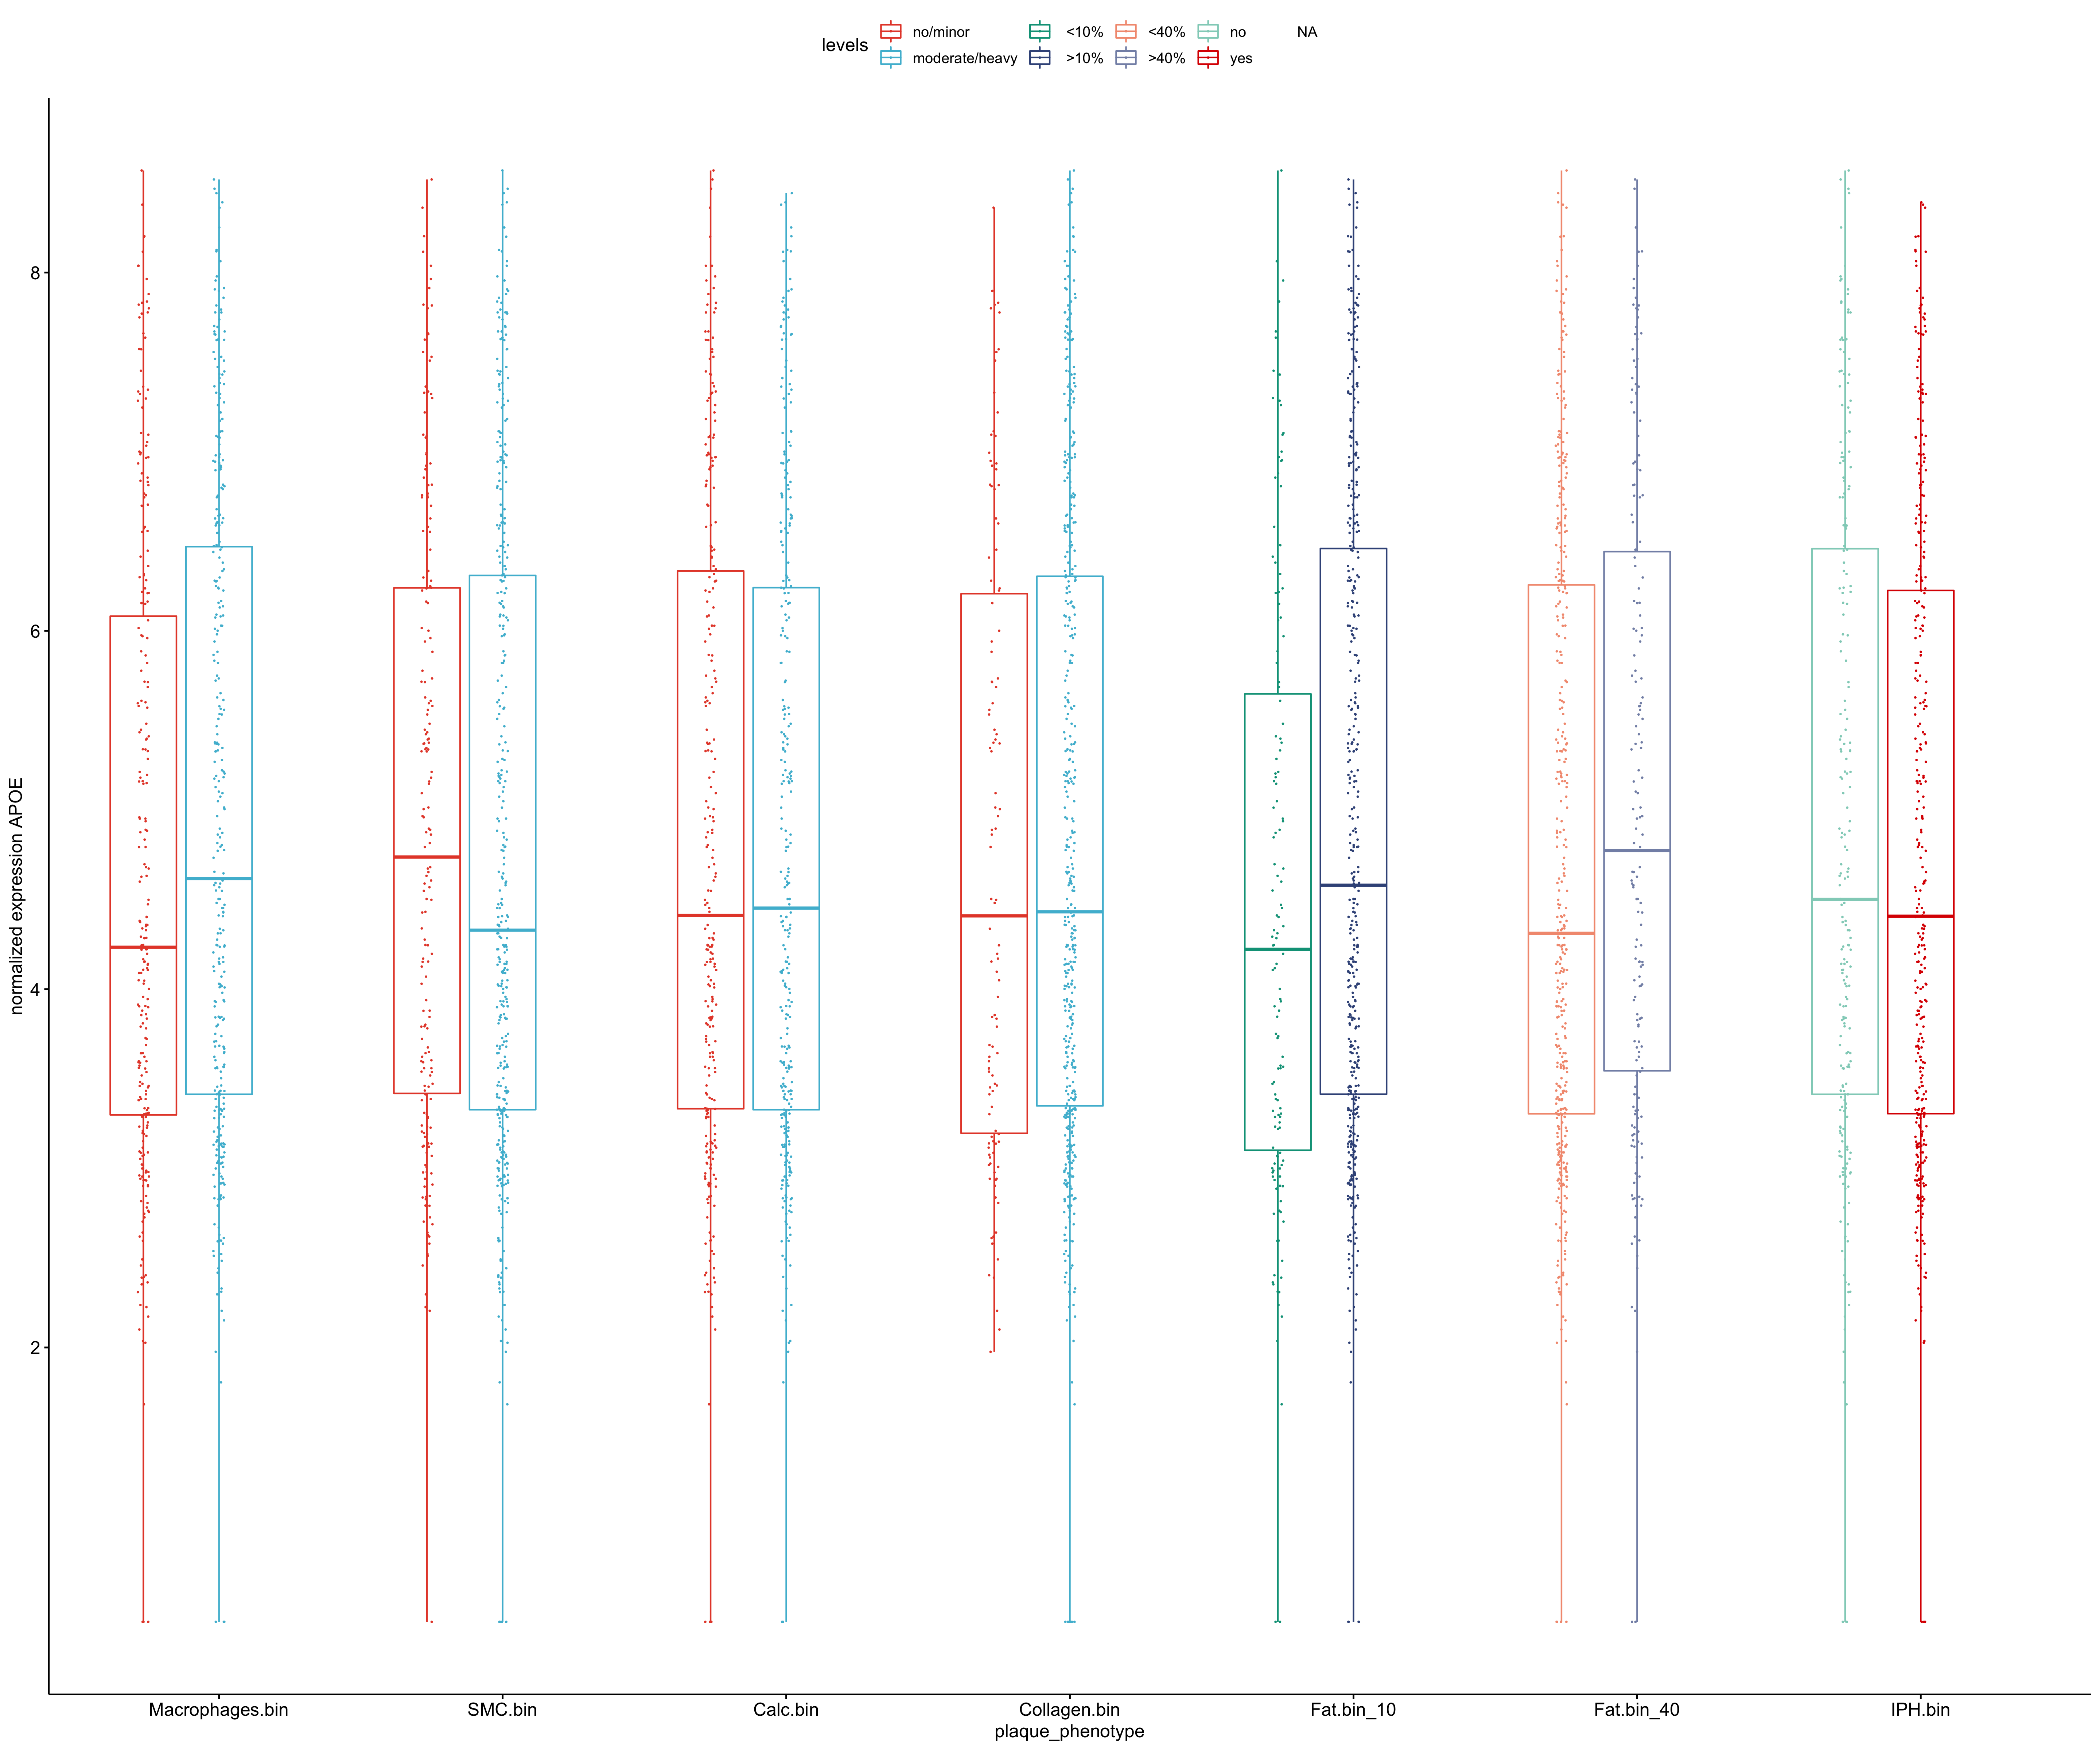 levels
no/minor <10% <40% no NA
moderate/heavy >10% >40% yes
normalized expression APOE
8
6
4
2
Macrophages.bin SMC.bin Calc.bin Collagen.bin Fat.bin_10 Fat.bin_40 IPH.bin
plaque_phenotype